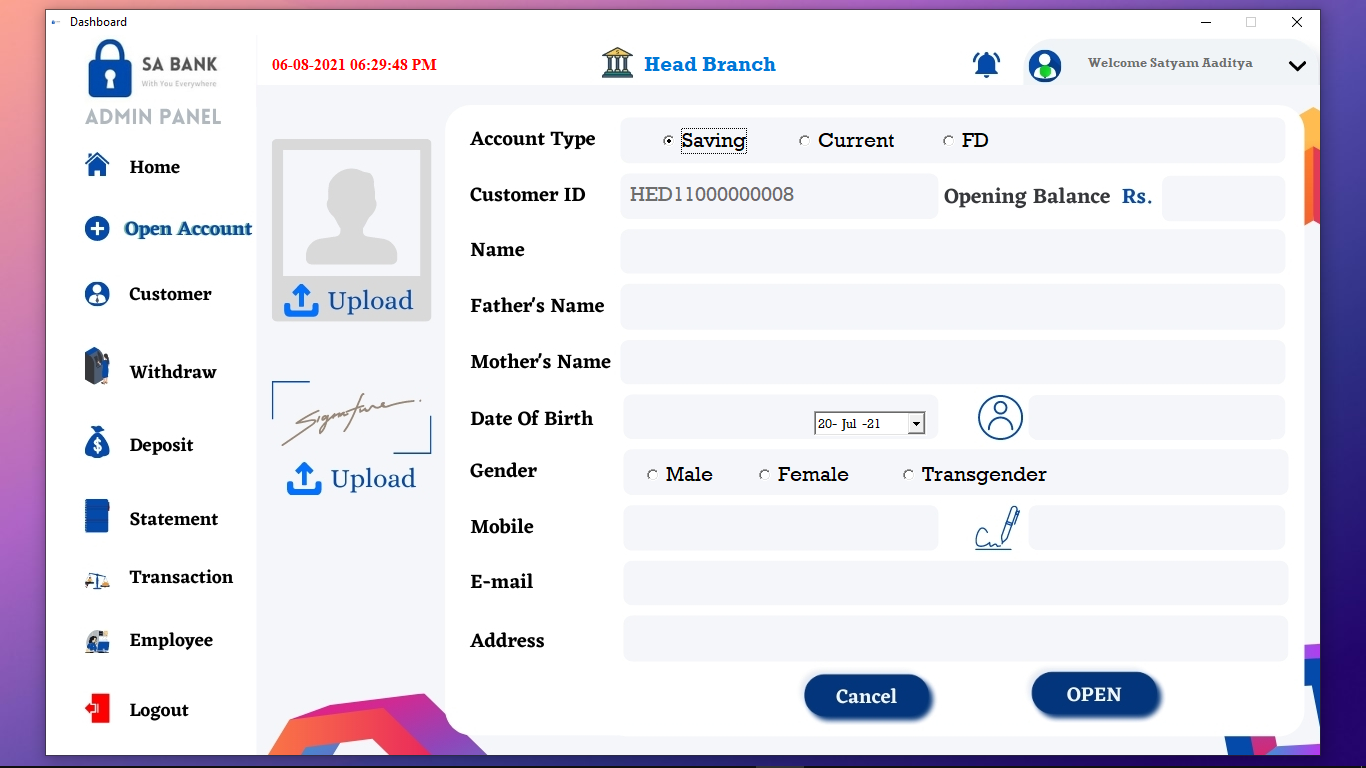 Dashboard
SA BANK
With You Everywhere
ADMIN PANEL
06-08-2021 06:29:48 PM
Head Branch
Welcome Satyam Aaditya
Home
Open Account
Customer
Withdraw
Deposit
Statement
Transaction
Employee
Logout
Upload
Signature
Upload
Account Type
Saving
Current
FD
Customer ID
HED11000000008
Opening Balance Rs.
Name
Father's Name
Mother's Name
Date Of Birth
20- Jul -21
Gender
Male
Female
Transgender
Mobile
E-mail
Address
Cancel
OPEN